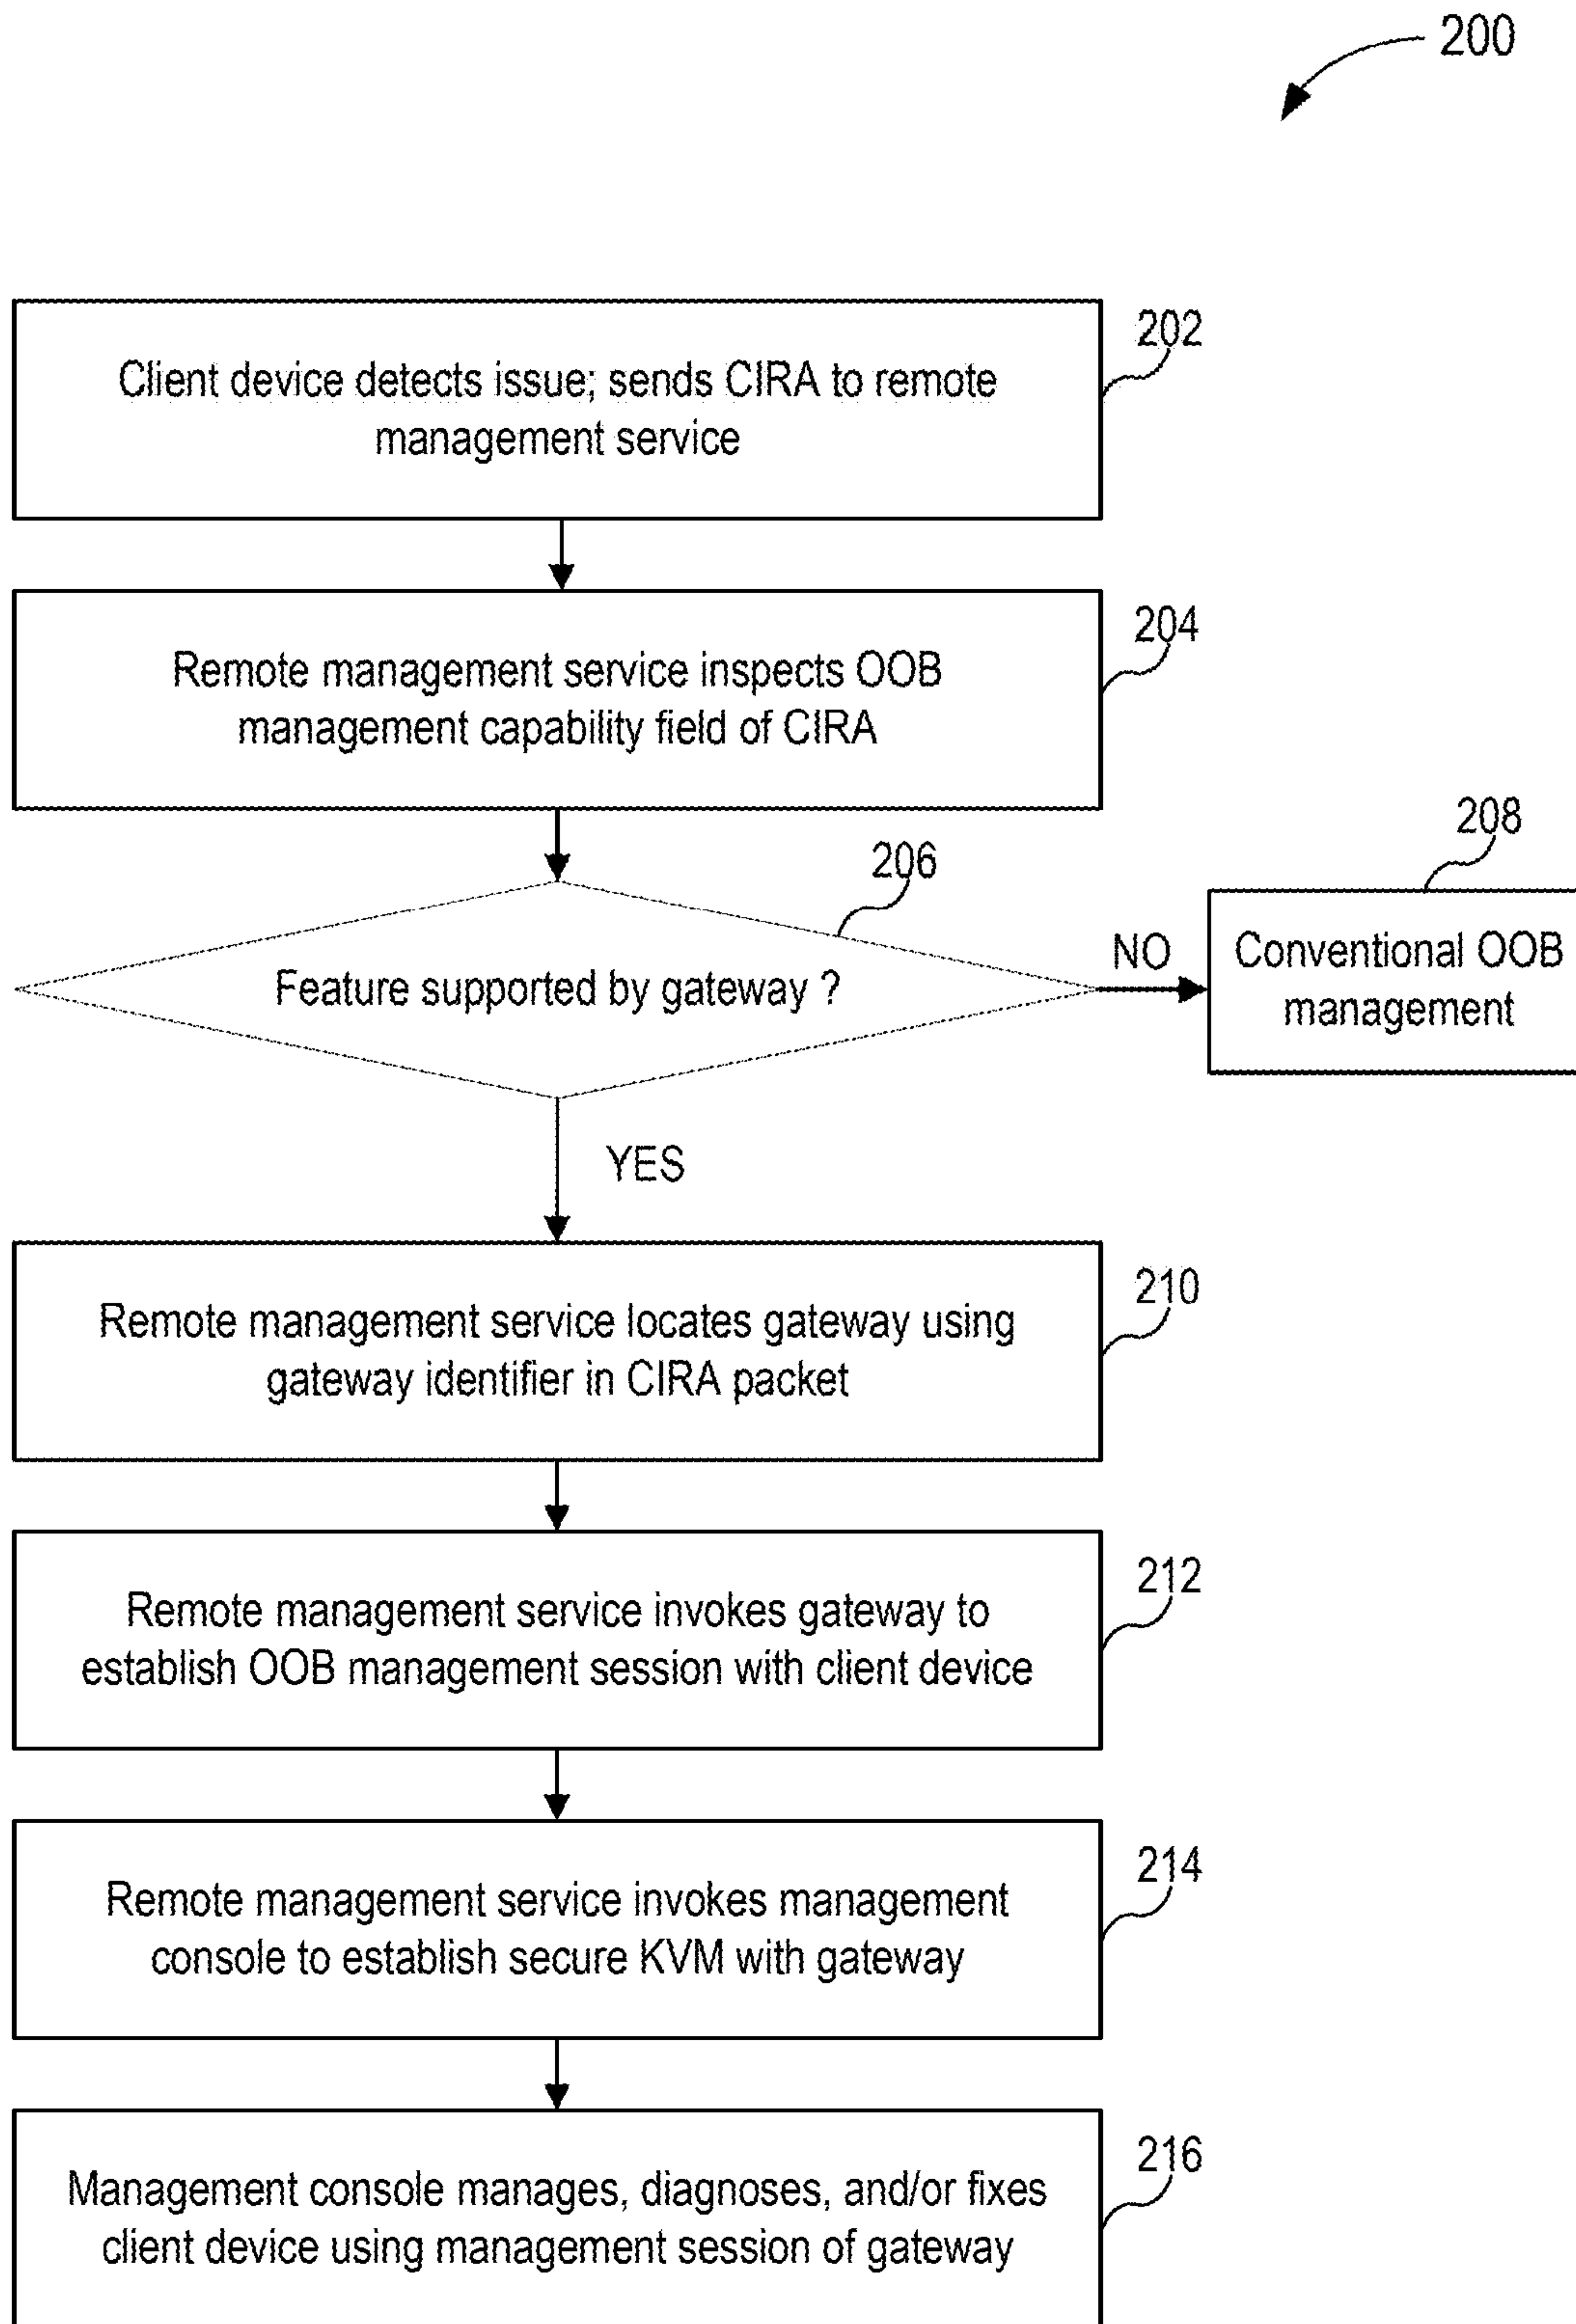 200
Client device detects issue; sends CIRA to remote
management service
202
Remote management service inspects OOB
management capability field of CIRA
204
206
Feature supported by gateway ?
NO
208
Conventional OOB
management
YES
Remote management service locates gateway using
gateway identifier in CIRA packet
210
Remote management service invokes gateway to
establish OOB management session with client device
212
Remote management service invokes management
console to establish secure KVM with gateway
214
Management console manages, diagnoses, and/or fixes
client device using management session of gateway
216